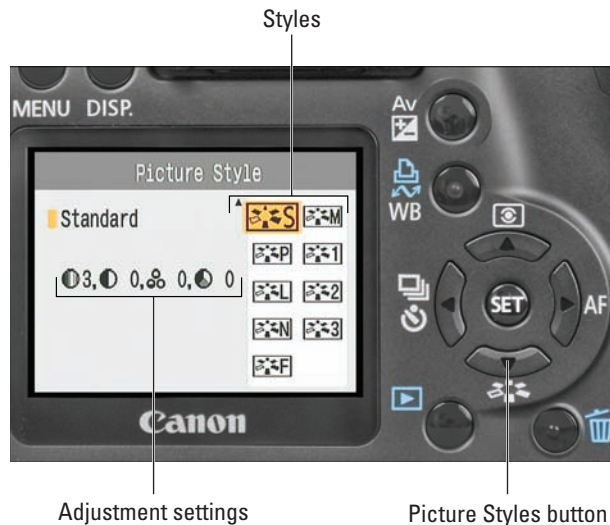 Styles
MENU DISP.
Av
Picture Style
WB
Standard
S M
P 1
3, 0, 0, 0
L 2
SET
AF
N 3
F
Canon
Adjustment settings
Picture Styles button